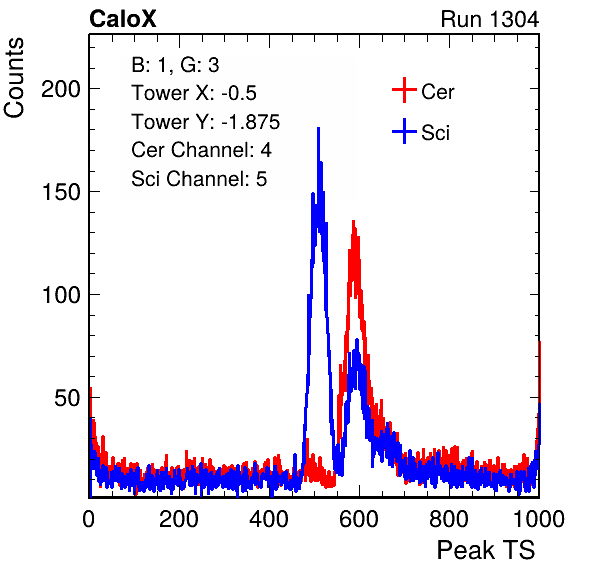 CaloX Run 1304
Counts
B: 1, G: 3
Tower X: -0.5
Tower Y: -1.875
Cer Channel: 4
Sci Channel: 5
Cer
Sci
200
150
100
50
0 200 400 600 800 1000
Peak TS